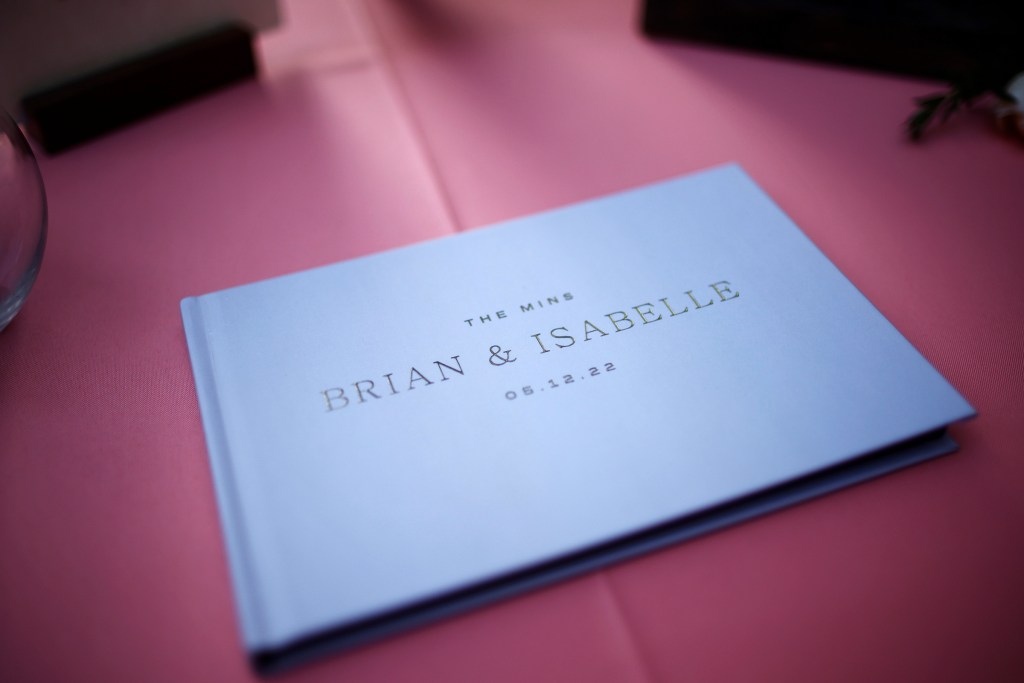 THE MINS
BRIAN & ISABELLE
05.12.22